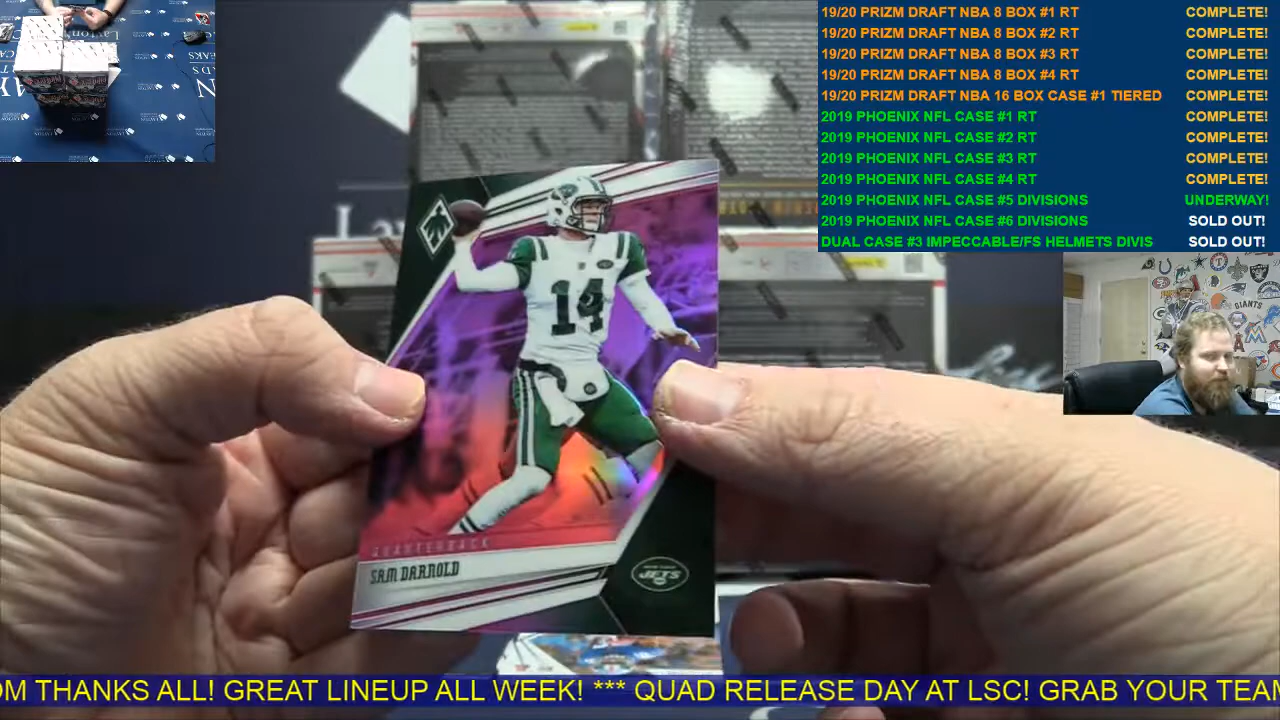 19/20 PRIZM DRAFT NBA 8 BOX #1 RT COMPLETE!
19/20 PRIZM DRAFT NBA 8 BOX #2 RT COMPLETE!
19/20 PRIZM DRAFT NBA 8 BOX #3 RT COMPLETE!
19/20 PRIZM DRAFT NBA 8 BOX #4 RT COMPLETE!
19/20 PRIZM DRAFT NBA 16 BOX CASE #1 TIERED COMPLETE!
2019 PHOENIX NFL CASE #1 RT COMPLETE!
2019 PHOENIX NFL CASE #2 RT COMPLETE!
2019 PHOENIX NFL CASE #3 RT COMPLETE!
2019 PHOENIX NFL CASE #4 RT COMPLETE!
2019 PHOENIX NFL CASE #5 DIVISIONS UNDERWAY!
2019 PHOENIX NFL CASE #6 DIVISIONS SOLD OUT!
DUAL CASE #3 IMPECCABLE/FS HELMETS DIVIS SOLD OUT!
GIANTS
14
QUARTERBACK
SAM DARNOLD
JETS
OM THANKS ALL! GREAT LINEUP ALL WEEK! *** QUAD RELEASE DAY AT LSC! GRAB YOUR TEAM